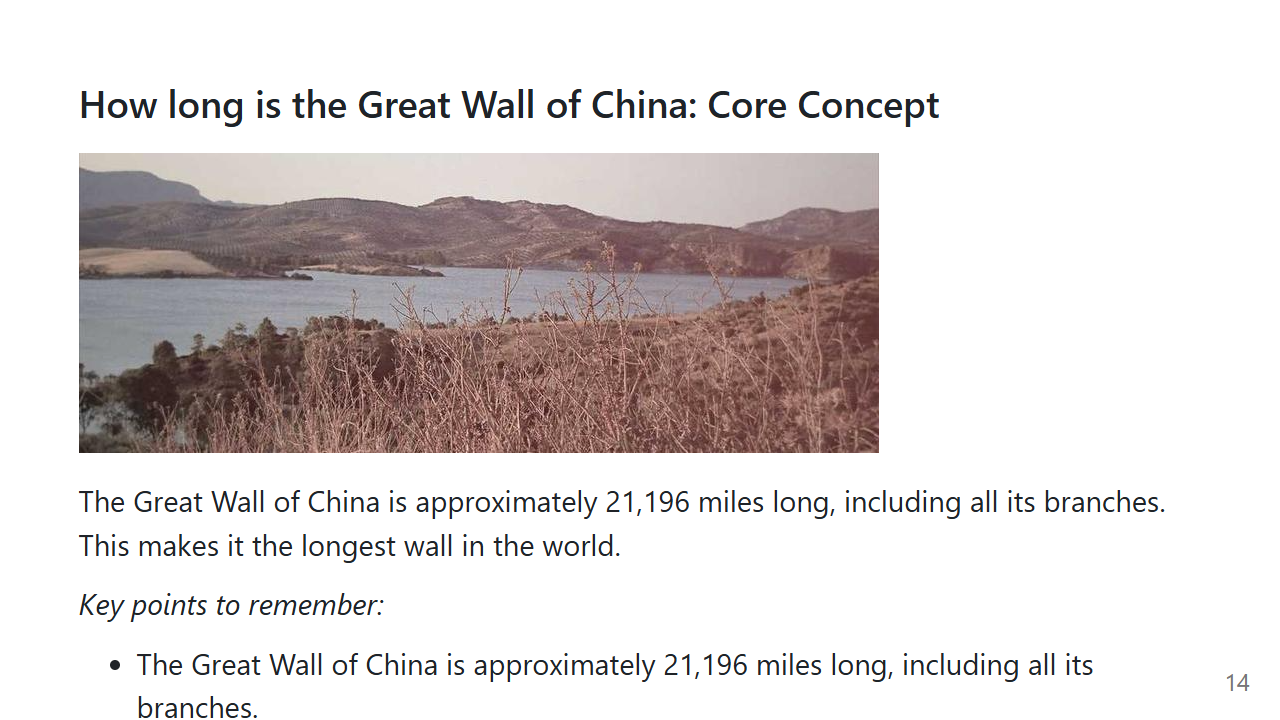 How long is the Great Wall of China: Core Concept
The Great Wall of China is approximately 21,196 miles long, including all its branches.
This makes it the longest wall in the world.
Key points to remember:
• The Great Wall of China is approximately 21,196 miles long, including all its
branches.
14